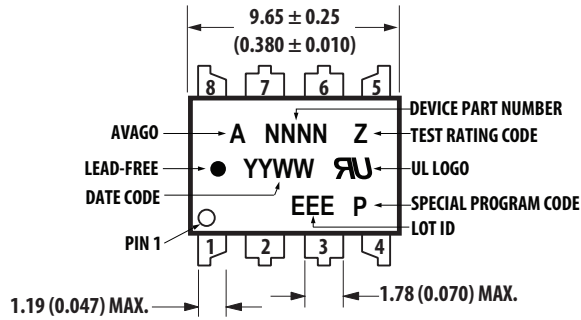 9.65 ± 0.25
(0.380 ± 0.010)
8 7 6 5
DEVICE PART NUMBER
AVAGO A NNNN Z TEST RATING CODE
LEAD-FREE YYWW UL LOGO
DATE CODE
EEE P SPECIAL PROGRAM CODE
LOT ID
PIN 1
1 2 3 4
1.19 (0.047) MAX.
1.78 (0.070) MAX.